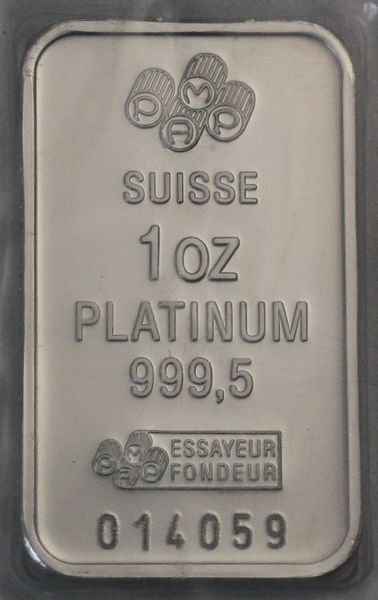 PAMP
SUISSE
1 OZ
PLATINUM
999,5
PAMP
ESSAYEUR
FONDEUR
014059